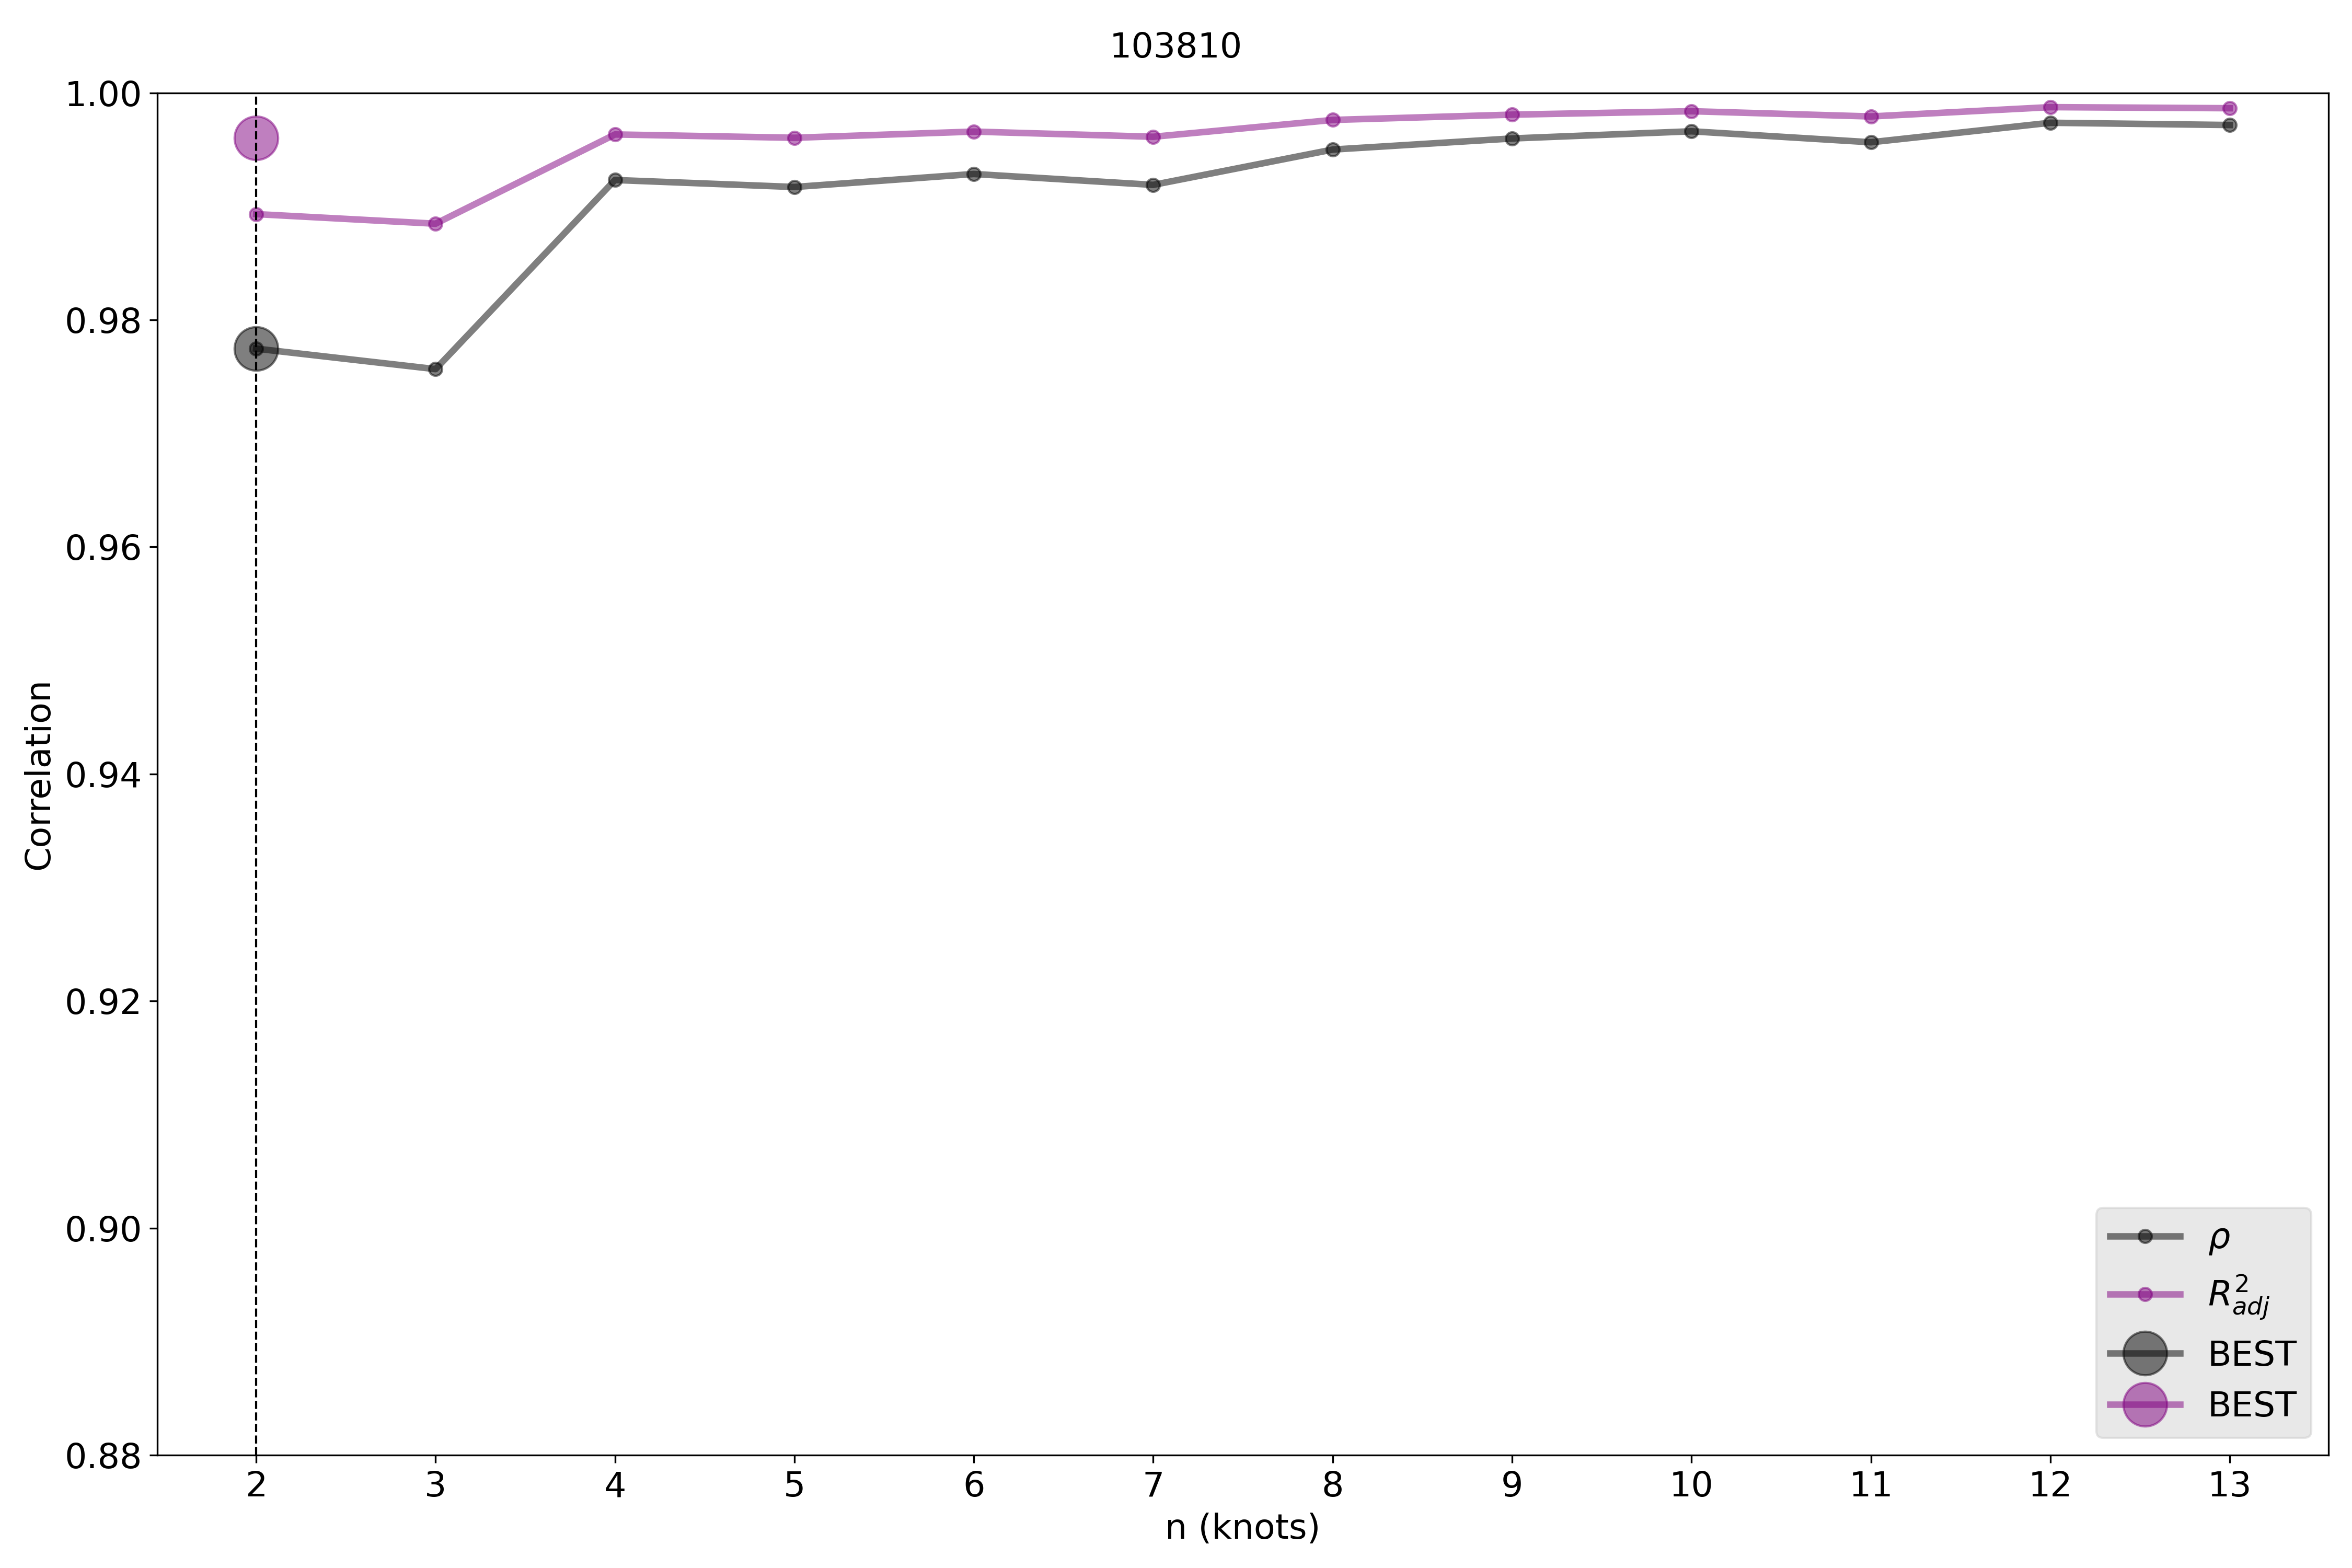 103810
1.00
0.98
0.96
0.94
0.92
0.90
0.88
Correlation
2 3 4 5 6 7 8 9 10 11 12 13
n (knots)
ρ
R²adj
BEST
BEST